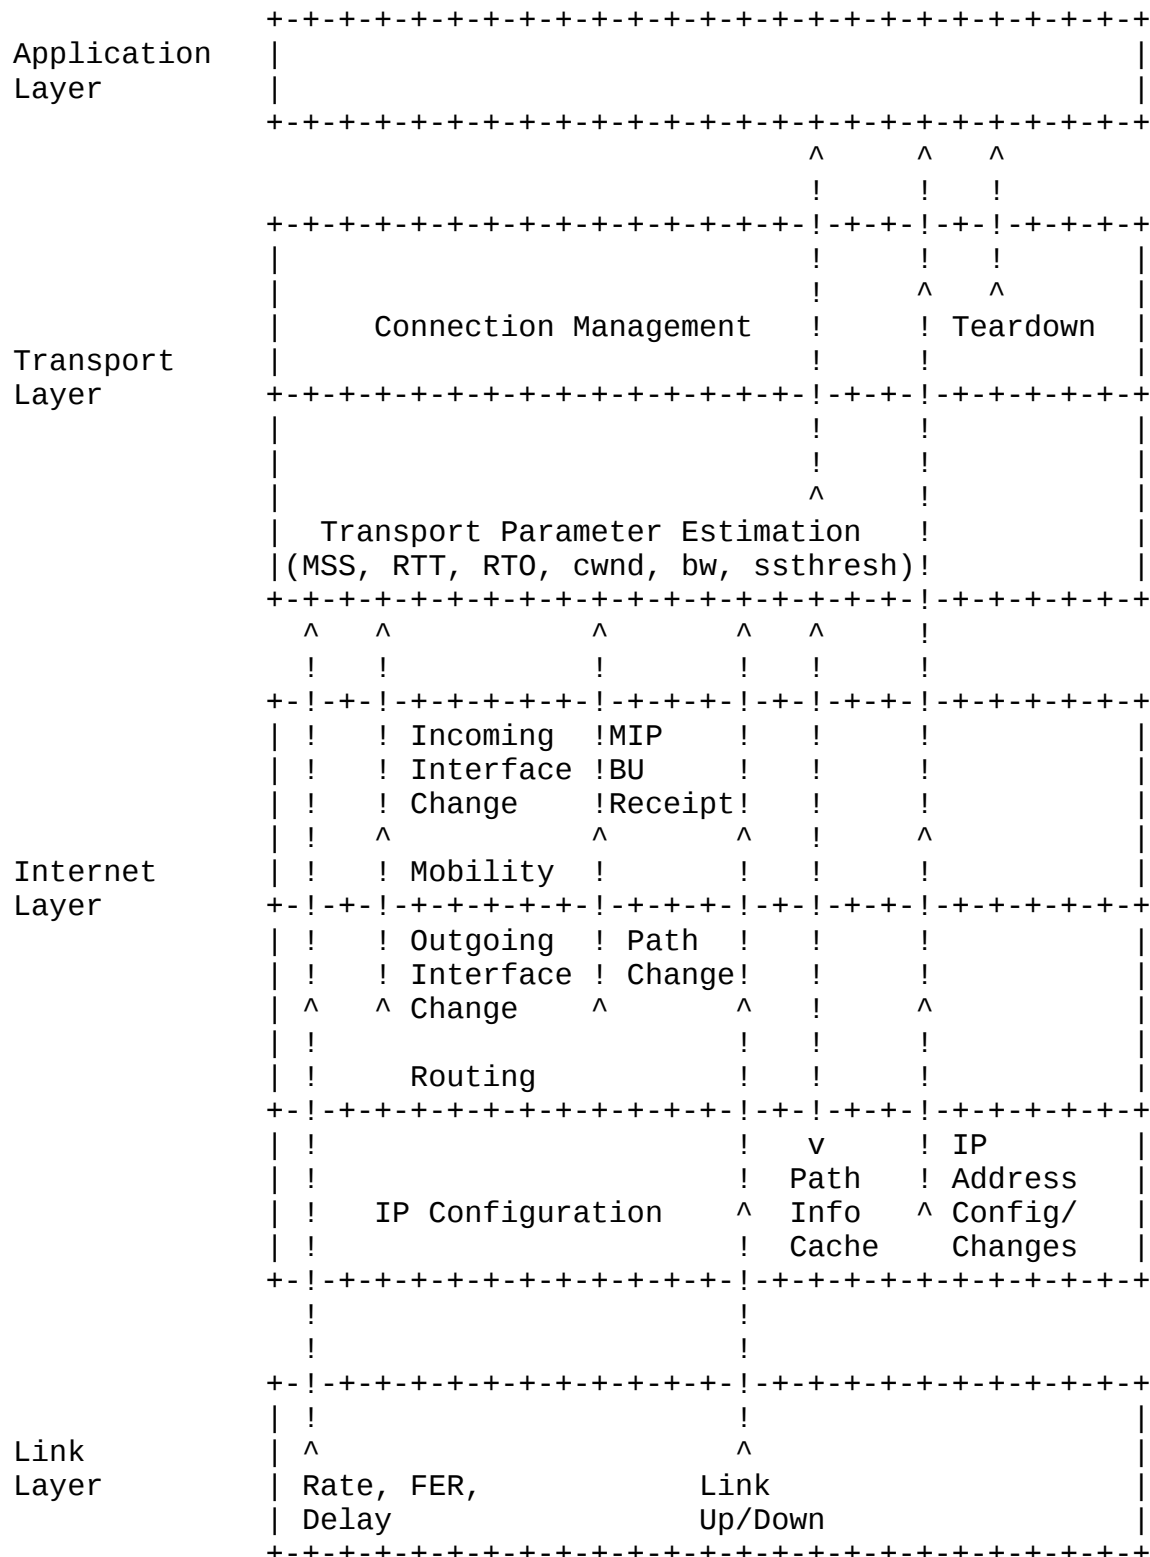 +-+-+-+-+-+-+-+-+-+-+-+-+-+-+-+-+-+-+-+-+-+-+-+-+
  Application   |                                               |
  Layer         |                                               |
                +-+-+-+-+-+-+-+-+-+-+-+-+-+-+-+-+-+-+-+-+-+-+-+-+
                                              ^     ^   ^
                                              !     !   !
                +-+-+-+-+-+-+-+-+-+-+-+-+-+-+-!-+-+-!-+-!-+-+-+-+
                |                             !     !   !       |
                |                             !     ^   ^       |
                |     Connection Management   !     ! Teardown  |
  Transport     |                             !     !           |
  Layer         +-+-+-+-+-+-+-+-+-+-+-+-+-+-+-!-+-+-!-+-+-+-+-+-+
                |                             !     !           |
                |                             !     !           |
                |                             ^     !           |
                |  Transport Parameter Estimation   !           |
                |(MSS, RTT, RTO, cwnd, bw, ssthresh)!           |
                +-+-+-+-+-+-+-+-+-+-+-+-+-+-+-+-+-+-!-+-+-+-+-+-+
                  ^   ^           ^       ^   ^     !
                  !   !           !       !   !     !
                +-!-+-!-+-+-+-+-+-!-+-+-+-!-+-!-+-+-!-+-+-+-+-+-+
                | !   ! Incoming  !MIP    !   !     !           |
                | !   ! Interface !BU     !   !     !           |
                | !   ! Change    !Receipt!   !     !           |
                | !   ^           ^       ^   !     ^           |
  Internet      | !   ! Mobility  !       !   !     !           |
  Layer         +-!-+-!-+-+-+-+-+-!-+-+-+-!-+-!-+-+-!-+-+-+-+-+-+
                | !   ! Outgoing  ! Path  !   !     !           |
                | !   ! Interface ! Change!   !     !           |
                | ^   ^ Change    ^       ^   !     ^           |
                | !                       !   !     !           |
                | !     Routing           !   !     !           |
                +-!-+-+-+-+-+-+-+-+-+-+-+-!-+-!-+-+-!-+-+-+-+-+-+
                | !                       !   v     ! IP        |
                | !                       !  Path   ! Address   |
                | !   IP Configuration    ^  Info   ^ Config/   |
                | !                       !  Cache    Changes   |
                +-!-+-+-+-+-+-+-+-+-+-+-+-!-+-+-+-+-+-+-+-+-+-+-+
                  !                       !
                  !                       !
                +-!-+-+-+-+-+-+-+-+-+-+-+-!-+-+-+-+-+-+-+-+-+-+-+
                | !                       !                     |
  Link          | ^                       ^                     |
  Layer         | Rate, FER,            Link                    |
                | Delay                 Up/Down                 |
                +-+-+-+-+-+-+-+-+-+-+-+-+-+-+-+-+-+-+-+-+-+-+-+-+